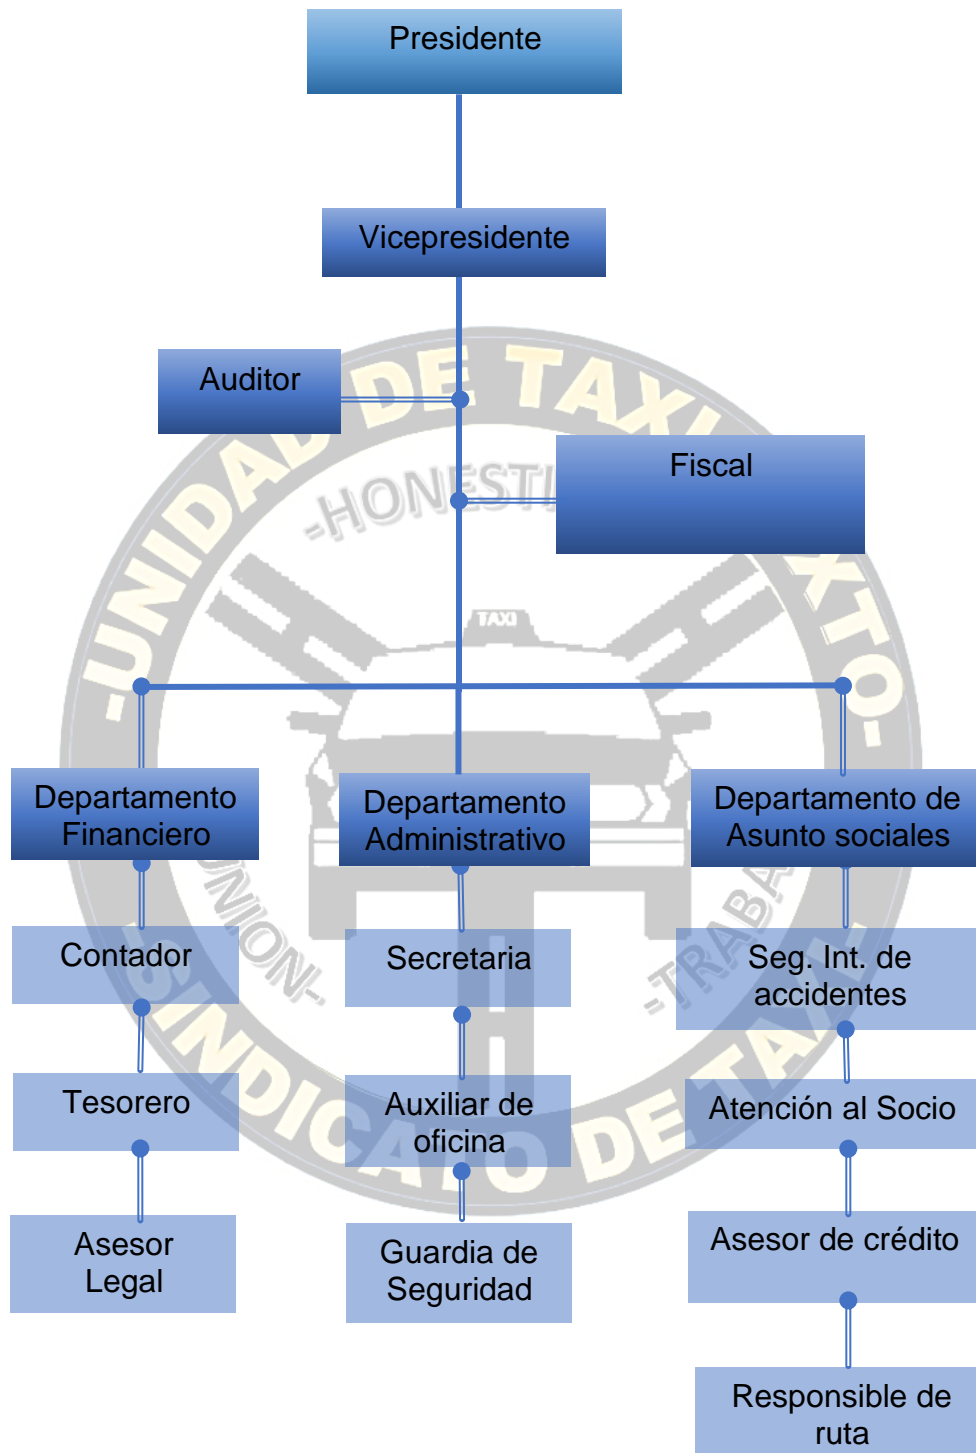 Presidente
Vicepresidente
Auditor
Fiscal
-UNIDAD DE TAXI
XTO-
-HONESTI
TAXI
Departamento
Financiero
Departamento
Administrativo
Departamento de
Asunto sociales
UNION-
-TRABA
Contador
Secretaria
Seg. Int. de
accidentes
Tesorero
Auxiliar de
oficina
Atención al Socio
-SINDICATO DE TAXI-
Asesor
Legal
Guardia de
Seguridad
Asesor de crédito
Responsible de
ruta